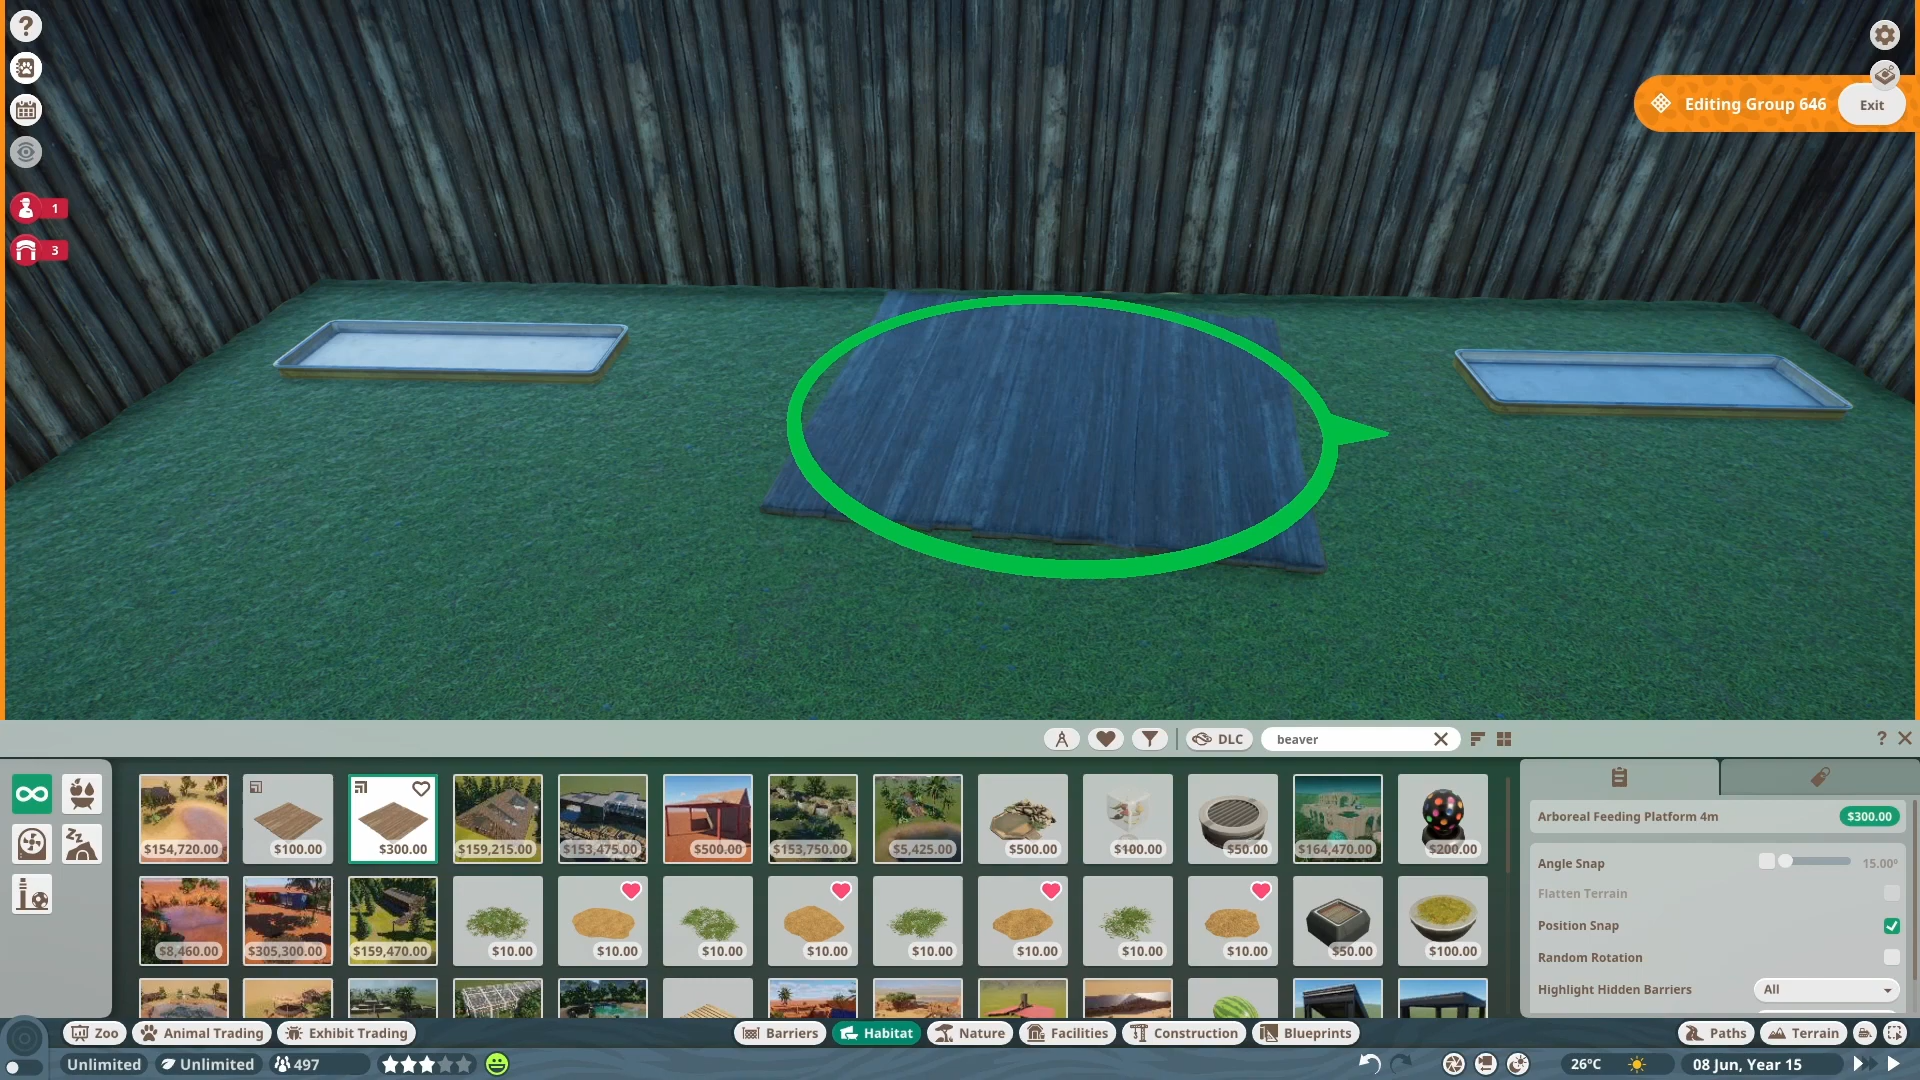 ?
Editing Group 646
Exit
1
3
DLC
beaver
?
$154,720.00
$100.00
$300.00
$159,215.00
$153,475.00
$500.00
$153,750.00
$5,425.00
$500.00
$100.00
$50.00
$164,470.00
$200.00
$8,460.00
$305,300.00
$159,470.00
$10.00
$10.00
$10.00
$10.00
$10.00
$10.00
$10.00
$10.00
$50.00
$100.00
Arboreal Feeding Platform 4m
$300.00
Angle Snap
15.00°
Flatten Terrain
Position Snap
Random Rotation
Highlight Hidden Barriers
All
Zoo
Animal Trading
Exhibit Trading
Barriers
Habitat
Nature
Facilities
Construction
Blueprints
Paths
Terrain
Unlimited
Unlimited
497
26°C
08 Jun, Year 15